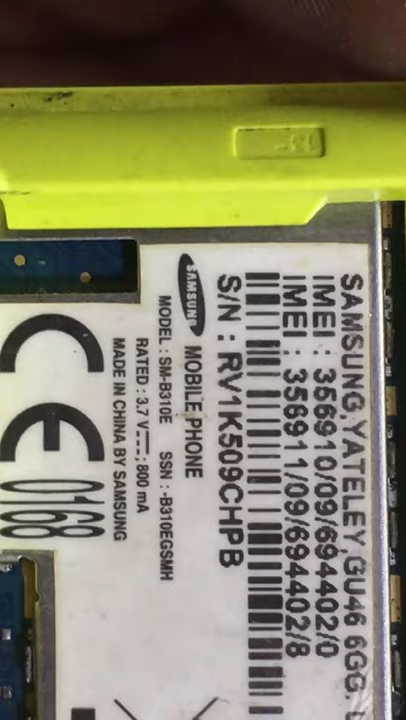 SAMSUNG,YATELEY,GU46 6GG.
IMEI : 356910/09/694402/0
IMEI : 356911/09/694402/8
S/N : RV1K509CHPB
SAMSUNG MOBILE PHONE
MODEL : SM-B310E SSN : -B310EGSMH
RATED : 3.7 V⎓; 800 mA
MADE IN CHINA BY SAMSUNG
CE 0168